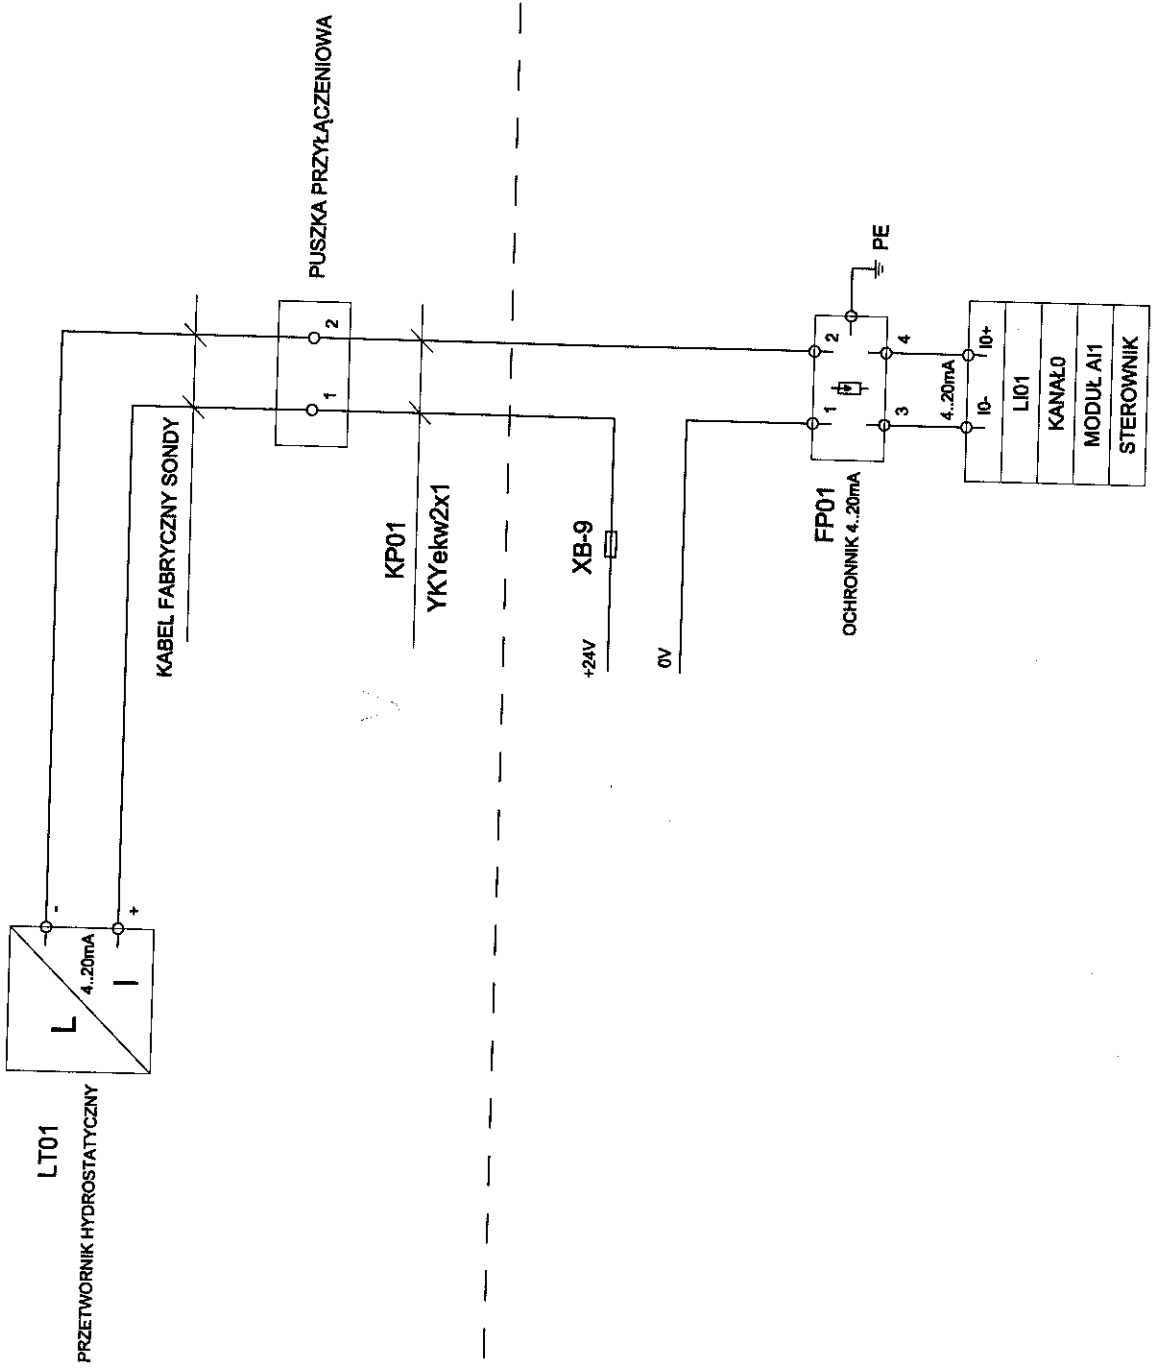 LT01
PRZETWORNIK HYDROSTATYCZNY
L
4..20mA
I
-
+
KABEL FABRYCZNY SONDY
PUSZKA PRZYŁĄCZENIOWA
1
2
KP01
YKYekw2x1
+24V
XB-9
0V
FP01
OCHRONNIK 4..20mA
1
2
PE
3
4
4..20mA
I0-
I0+
LI01
KANAŁ0
MODUŁ AI1
STEROWNIK